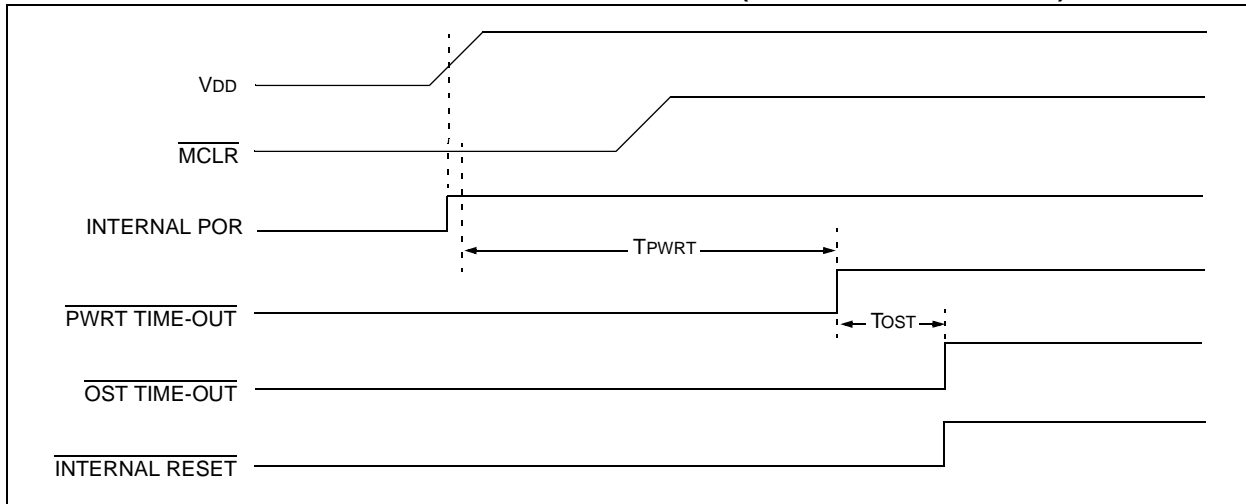 VDD
MCLR
INTERNAL POR
TPWRT
PWRT TIME-OUT
TOST
OST TIME-OUT
INTERNAL RESET